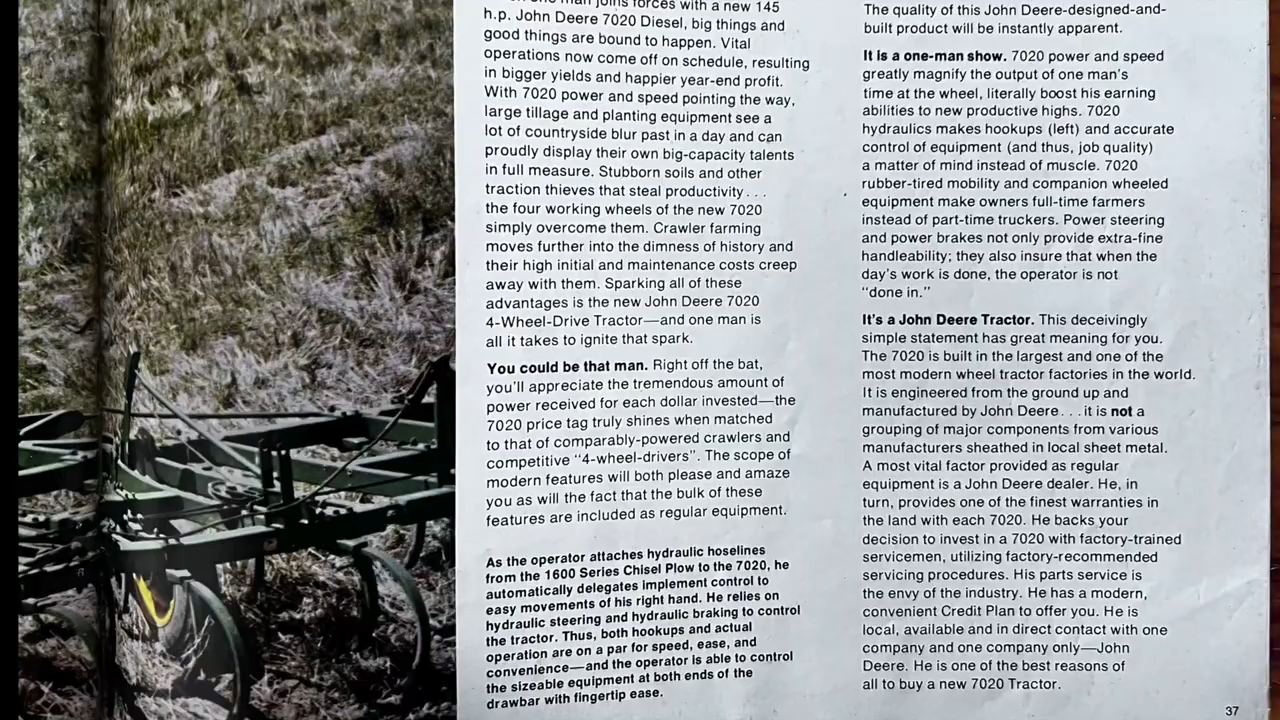 one man joins forces with a new 145
h.p. John Deere 7020 Diesel, big things and
good things are bound to happen. Vital
operations now come off on schedule, resulting
in bigger yields and happier year-end profit.
With 7020 power and speed pointing the way,
large tillage and planting equipment see a
lot of countryside blur past in a day and can
proudly display their own big-capacity talents
in full measure. Stubborn soils and other
traction thieves that steal productivity . . .
the four working wheels of the new 7020
simply overcome them. Crawler farming
moves further into the dimness of history and
their high initial and maintenance costs creep
away with them. Sparking all of these
advantages is the new John Deere 7020
4-Wheel-Drive Tractor—and one man is
all it takes to ignite that spark.
You could be that man. Right off the bat,
you'll appreciate the tremendous amount of
power received for each dollar invested—the
7020 price tag truly shines when matched
to that of comparably-powered crawlers and
competitive "4-wheel-drivers". The scope of
modern features will both please and amaze
you as will the fact that the bulk of these
features are included as regular equipment.
As the operator attaches hydraulic hoselines
from the 1600 Series Chisel Plow to the 7020, he
automatically delegates implement control to
easy movements of his right hand. He relies on
hydraulic steering and hydraulic braking to control
the tractor. Thus, both hookups and actual
operation are on a par for speed, ease, and
convenience—and the operator is able to control
the sizeable equipment at both ends of the
drawbar with fingertip ease.
The quality of this John Deere-designed-and-
built product will be instantly apparent.
It is a one-man show. 7020 power and speed
greatly magnify the output of one man's
time at the wheel, literally boost his earning
abilities to new productive highs. 7020
hydraulics makes hookups (left) and accurate
control of equipment (and thus, job quality)
a matter of mind instead of muscle. 7020
rubber-tired mobility and companion wheeled
equipment make owners full-time farmers
instead of part-time truckers. Power steering
and power brakes not only provide extra-fine
handleability; they also insure that when the
day's work is done, the operator is not
"done in."
It's a John Deere Tractor. This deceivingly
simple statement has great meaning for you.
The 7020 is built in the largest and one of the
most modern wheel tractor factories in the world.
It is engineered from the ground up and
manufactured by John Deere . . . it is not a
grouping of major components from various
manufacturers sheathed in local sheet metal.
A most vital factor provided as regular
equipment is a John Deere dealer. He, in
turn, provides one of the finest warranties in
the land with each 7020. He backs your
decision to invest in a 7020 with factory-trained
servicemen, utilizing factory-recommended
servicing procedures. His parts service is
the envy of the industry. He has a modern,
convenient Credit Plan to offer you. He is
local, available and in direct contact with one
company and one company only—John
Deere. He is one of the best reasons of
all to buy a new 7020 Tractor.
37